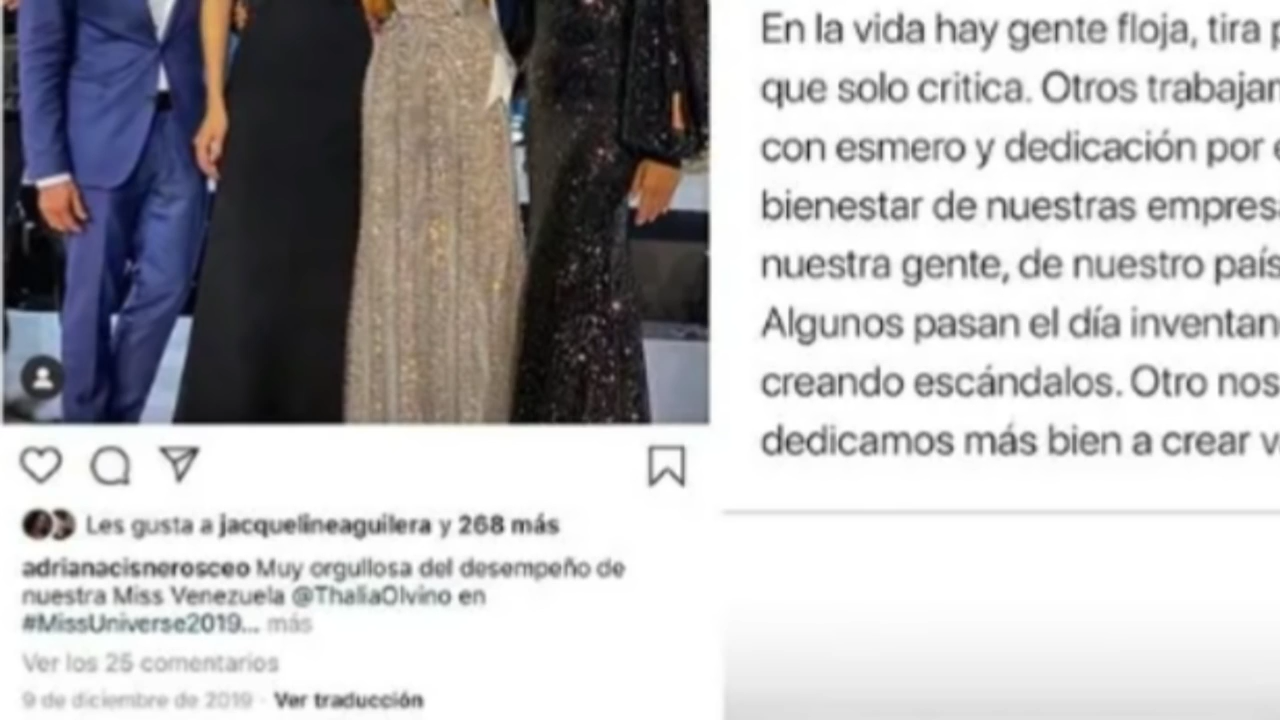 Les gusta a jacquelineaguilera y 268 más
adrianacisnerosceo Muy orgullosa del desempeño de
nuestra Miss Venezuela @ThaliaOlvino en
#MissUniverse2019... más
Ver los 25 comentarios
9 de diciembre de 2019 · Ver traducción
En la vida hay gente floja, tira p
que solo critica. Otros trabajan
con esmero y dedicación por e
bienestar de nuestras empres
nuestra gente, de nuestro país
Algunos pasan el día inventan
creando escándalos. Otro nos
dedicamos más bien a crear v